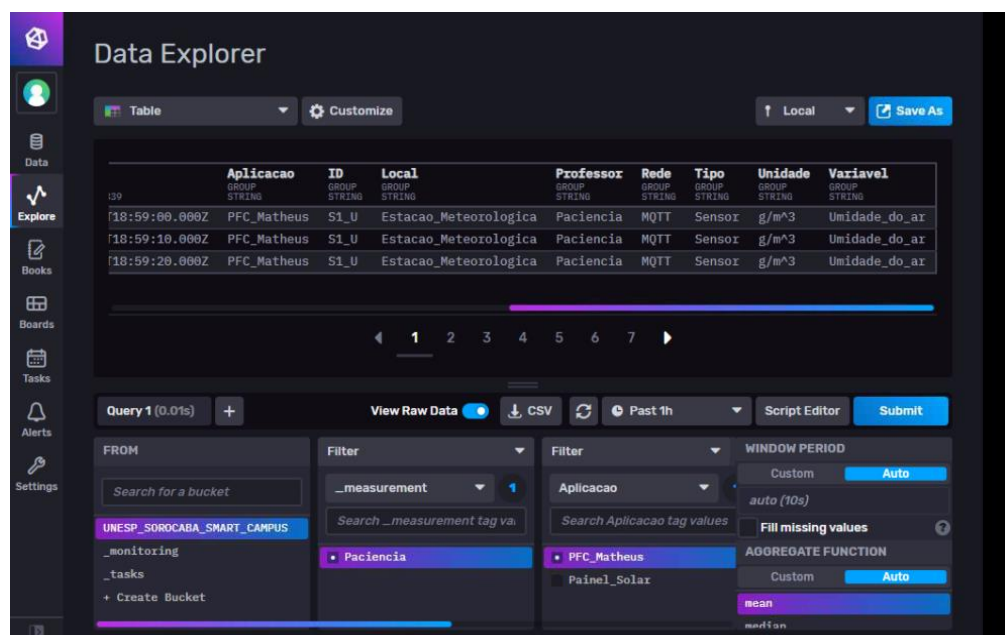 Data Explorer
Table
Customize
Local
Save As
Data
Explore
Books
Boards
Tasks
Alerts
Settings
Aplicacao ID Local Professor Rede Tipo Unidade Variavel
GROUP GROUP GROUP GROUP GROUP GROUP GROUP GROUP
:39 STRING STRING STRING STRING STRING STRING STRING STRING
T18:59:00.000Z PFC_Matheus S1_U Estacao_Meteorologica Paciencia MQTT Sensor g/m^3 Umidade_do_ar
T18:59:10.000Z PFC_Matheus S1_U Estacao_Meteorologica Paciencia MQTT Sensor g/m^3 Umidade_do_ar
T18:59:20.000Z PFC_Matheus S1_U Estacao_Meteorologica Paciencia MQTT Sensor g/m^3 Umidade_do_ar
1 2 3 4 5 6 7
Query 1 (0.01s) + View Raw Data CSV Past 1h Script Editor Submit
FROM
Search for a bucket
UNESP_SOROCABA_SMART_CAMPUS
_monitoring
_tasks
+ Create Bucket
Filter
_measurement 1
Search _measurement tag val
Paciencia
Filter
Aplicacao
Search Aplicacao tag values
PFC_Matheus
Painel_Solar
WINDOW PERIOD
Custom Auto
auto (10s)
Fill missing values ?
AGGREGATE FUNCTION
Custom Auto
mean
median